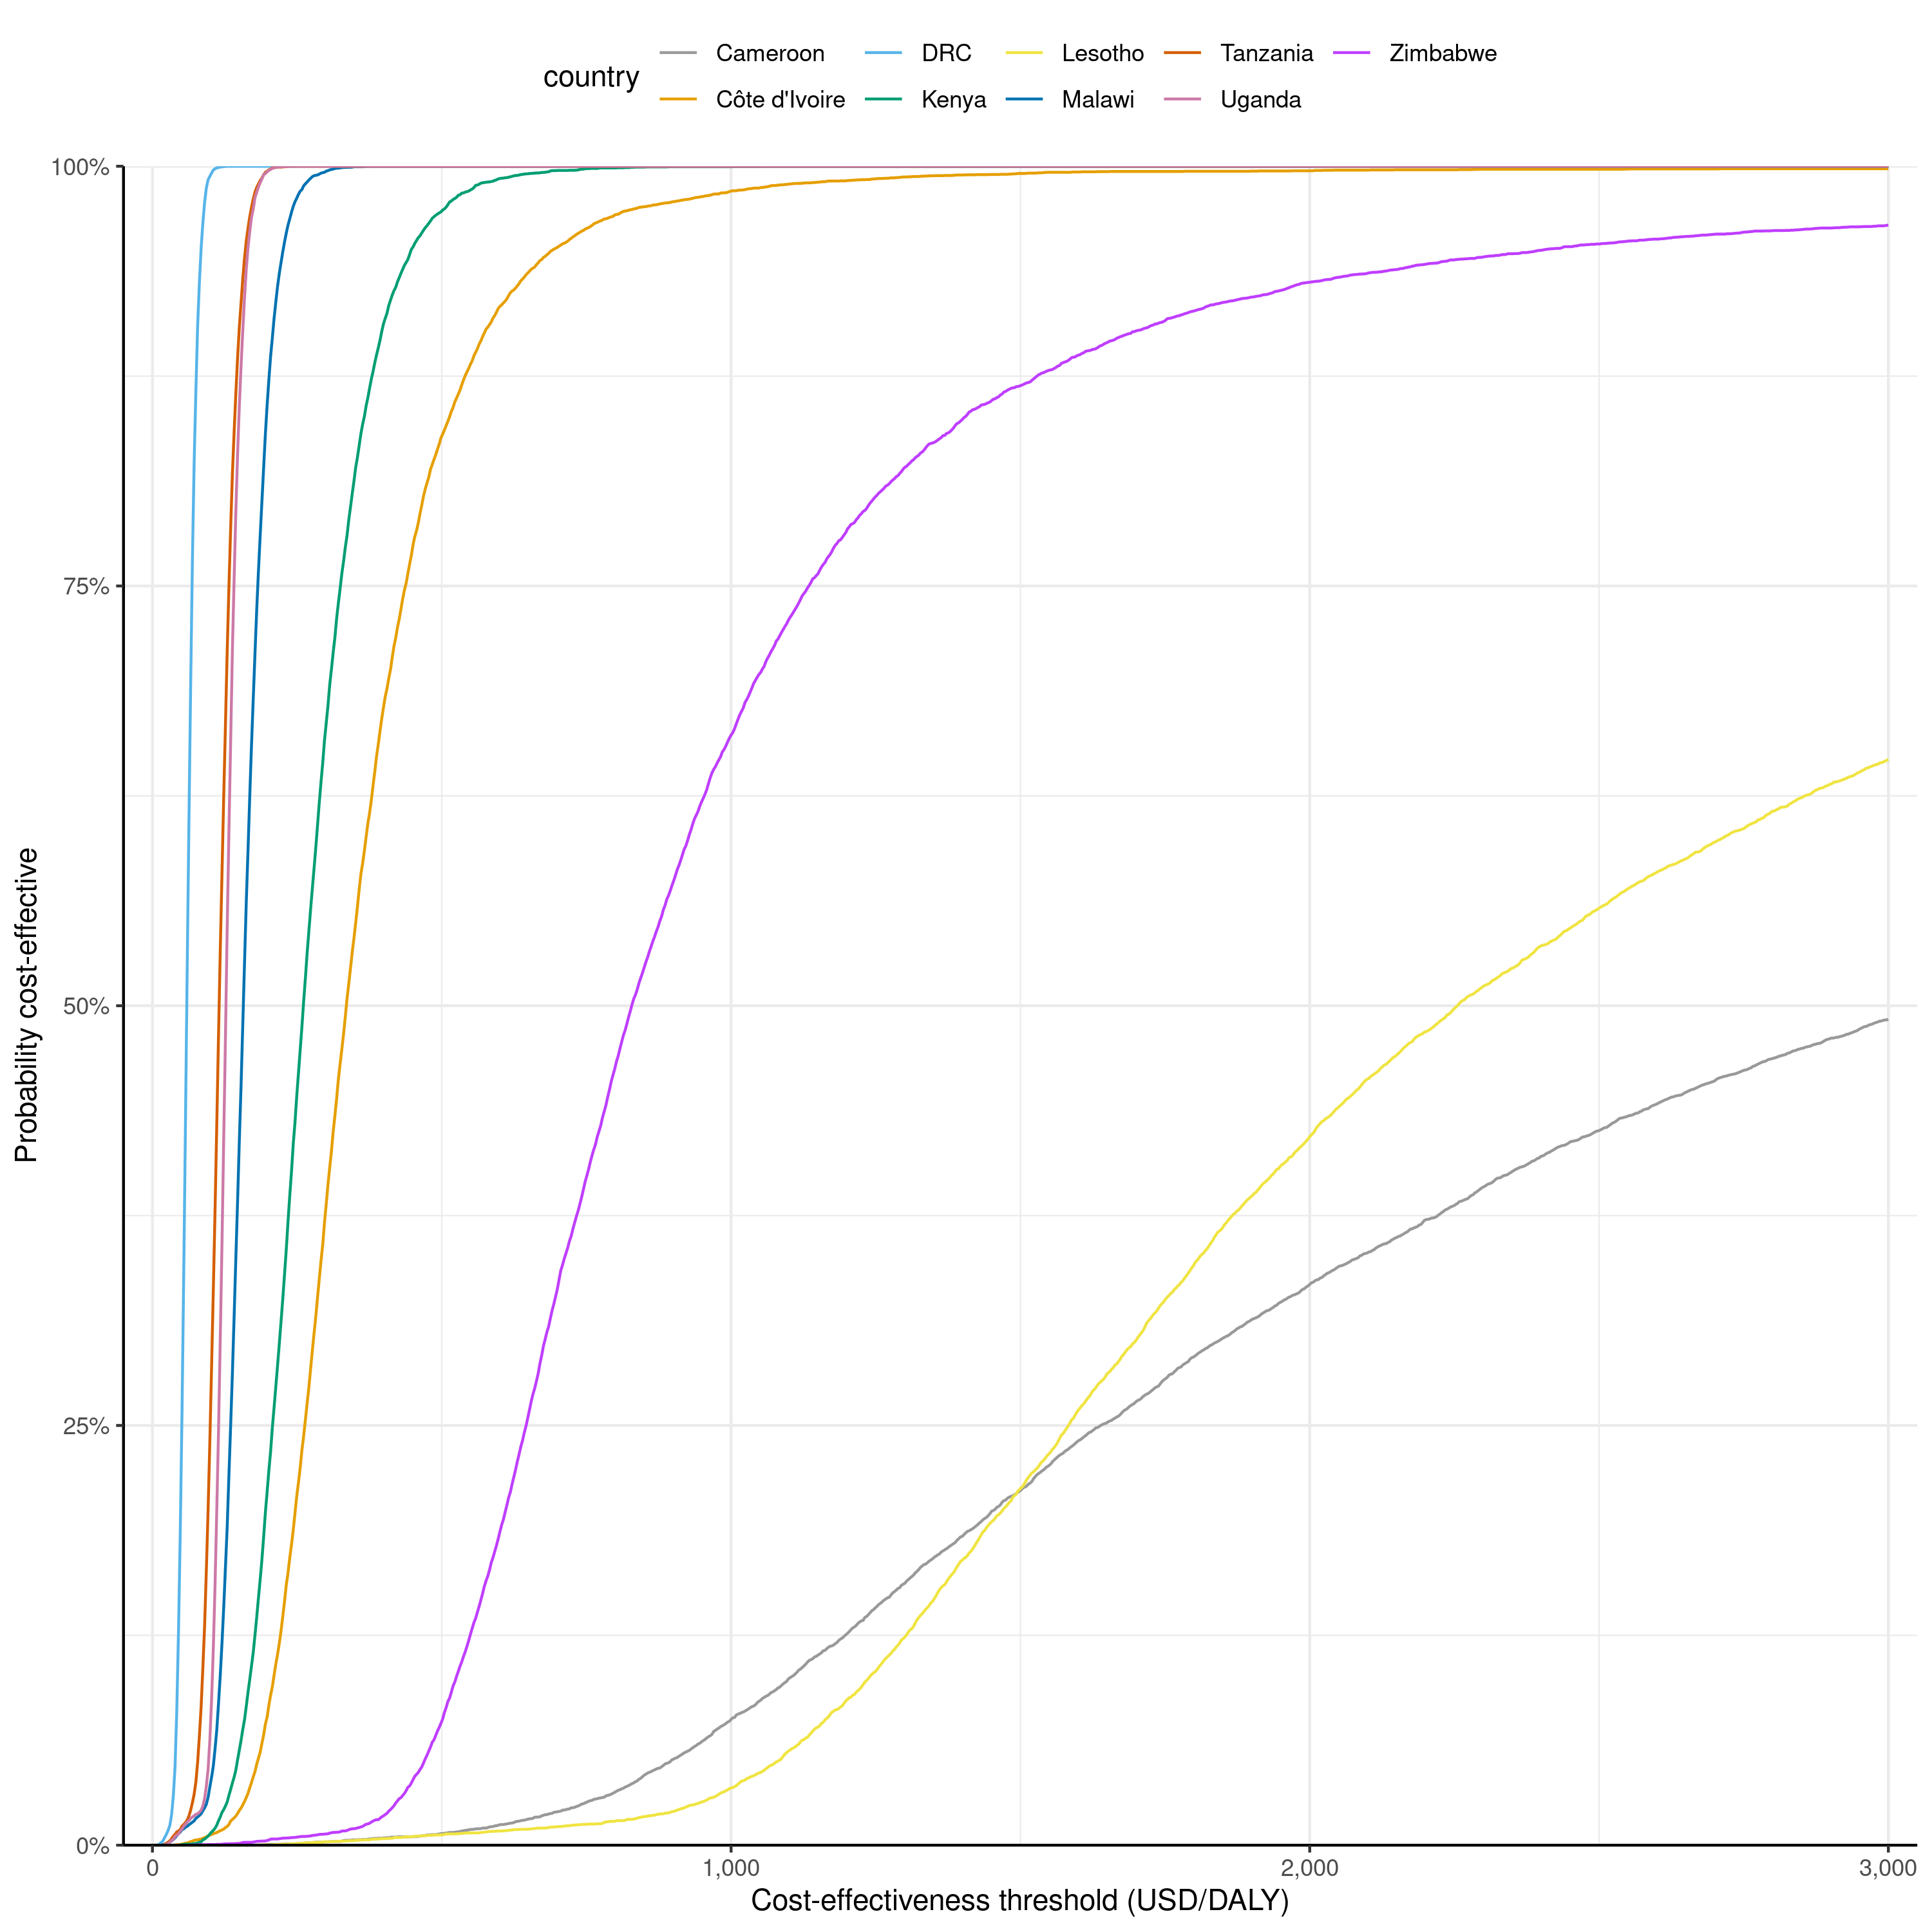 country
Cameroon DRC Lesotho Tanzania Zimbabwe
Côte d'Ivoire Kenya Malawi Uganda
100%
75%
50%
25%
0%
Probability cost-effective
0 1,000 2,000 3,000
Cost-effectiveness threshold (USD/DALY)